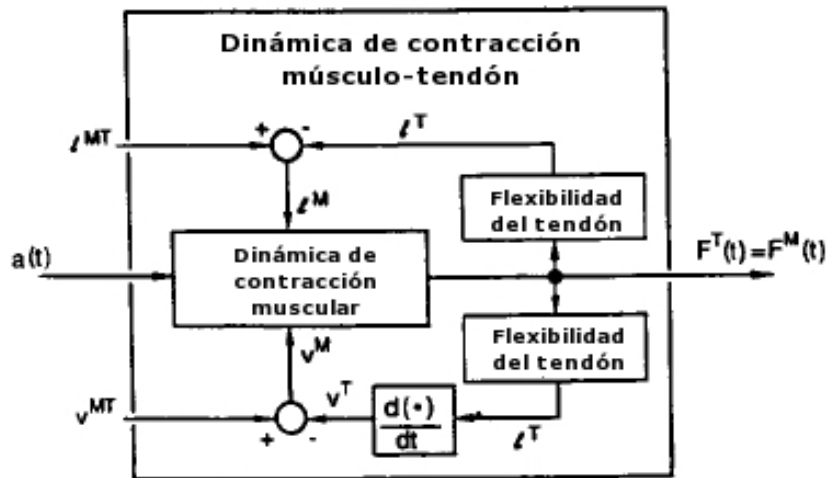 Dinámica de contracción
músculo-tendón
ℓ^MT
+
-
ℓ^T
ℓ^M
Flexibilidad
del tendón
a(t)
Dinámica de
contracción
muscular
F^T(t)=F^M(t)
v^M
Flexibilidad
del tendón
v^MT
+
-
v^T
d(•)
dt
ℓ^T